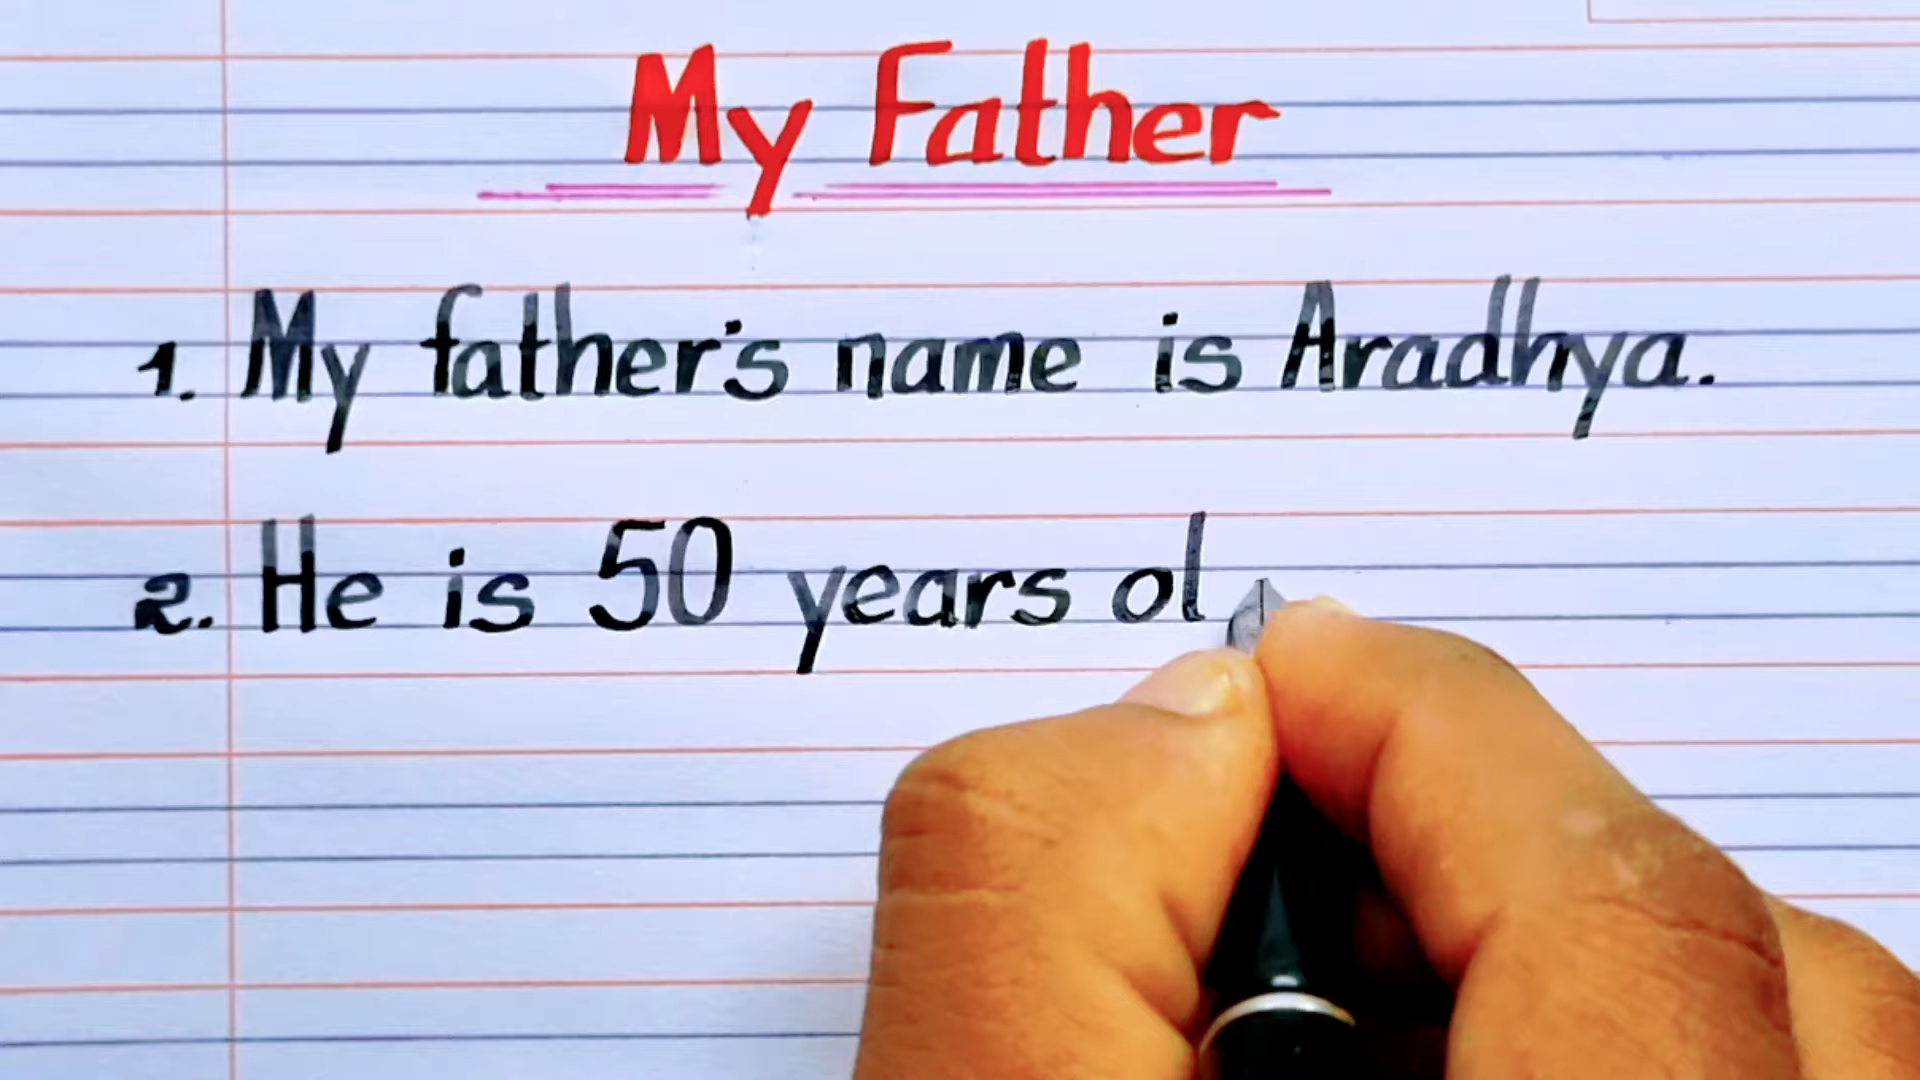 My Father
1. My father's name is Aradhya.
2. He is 50 years ol